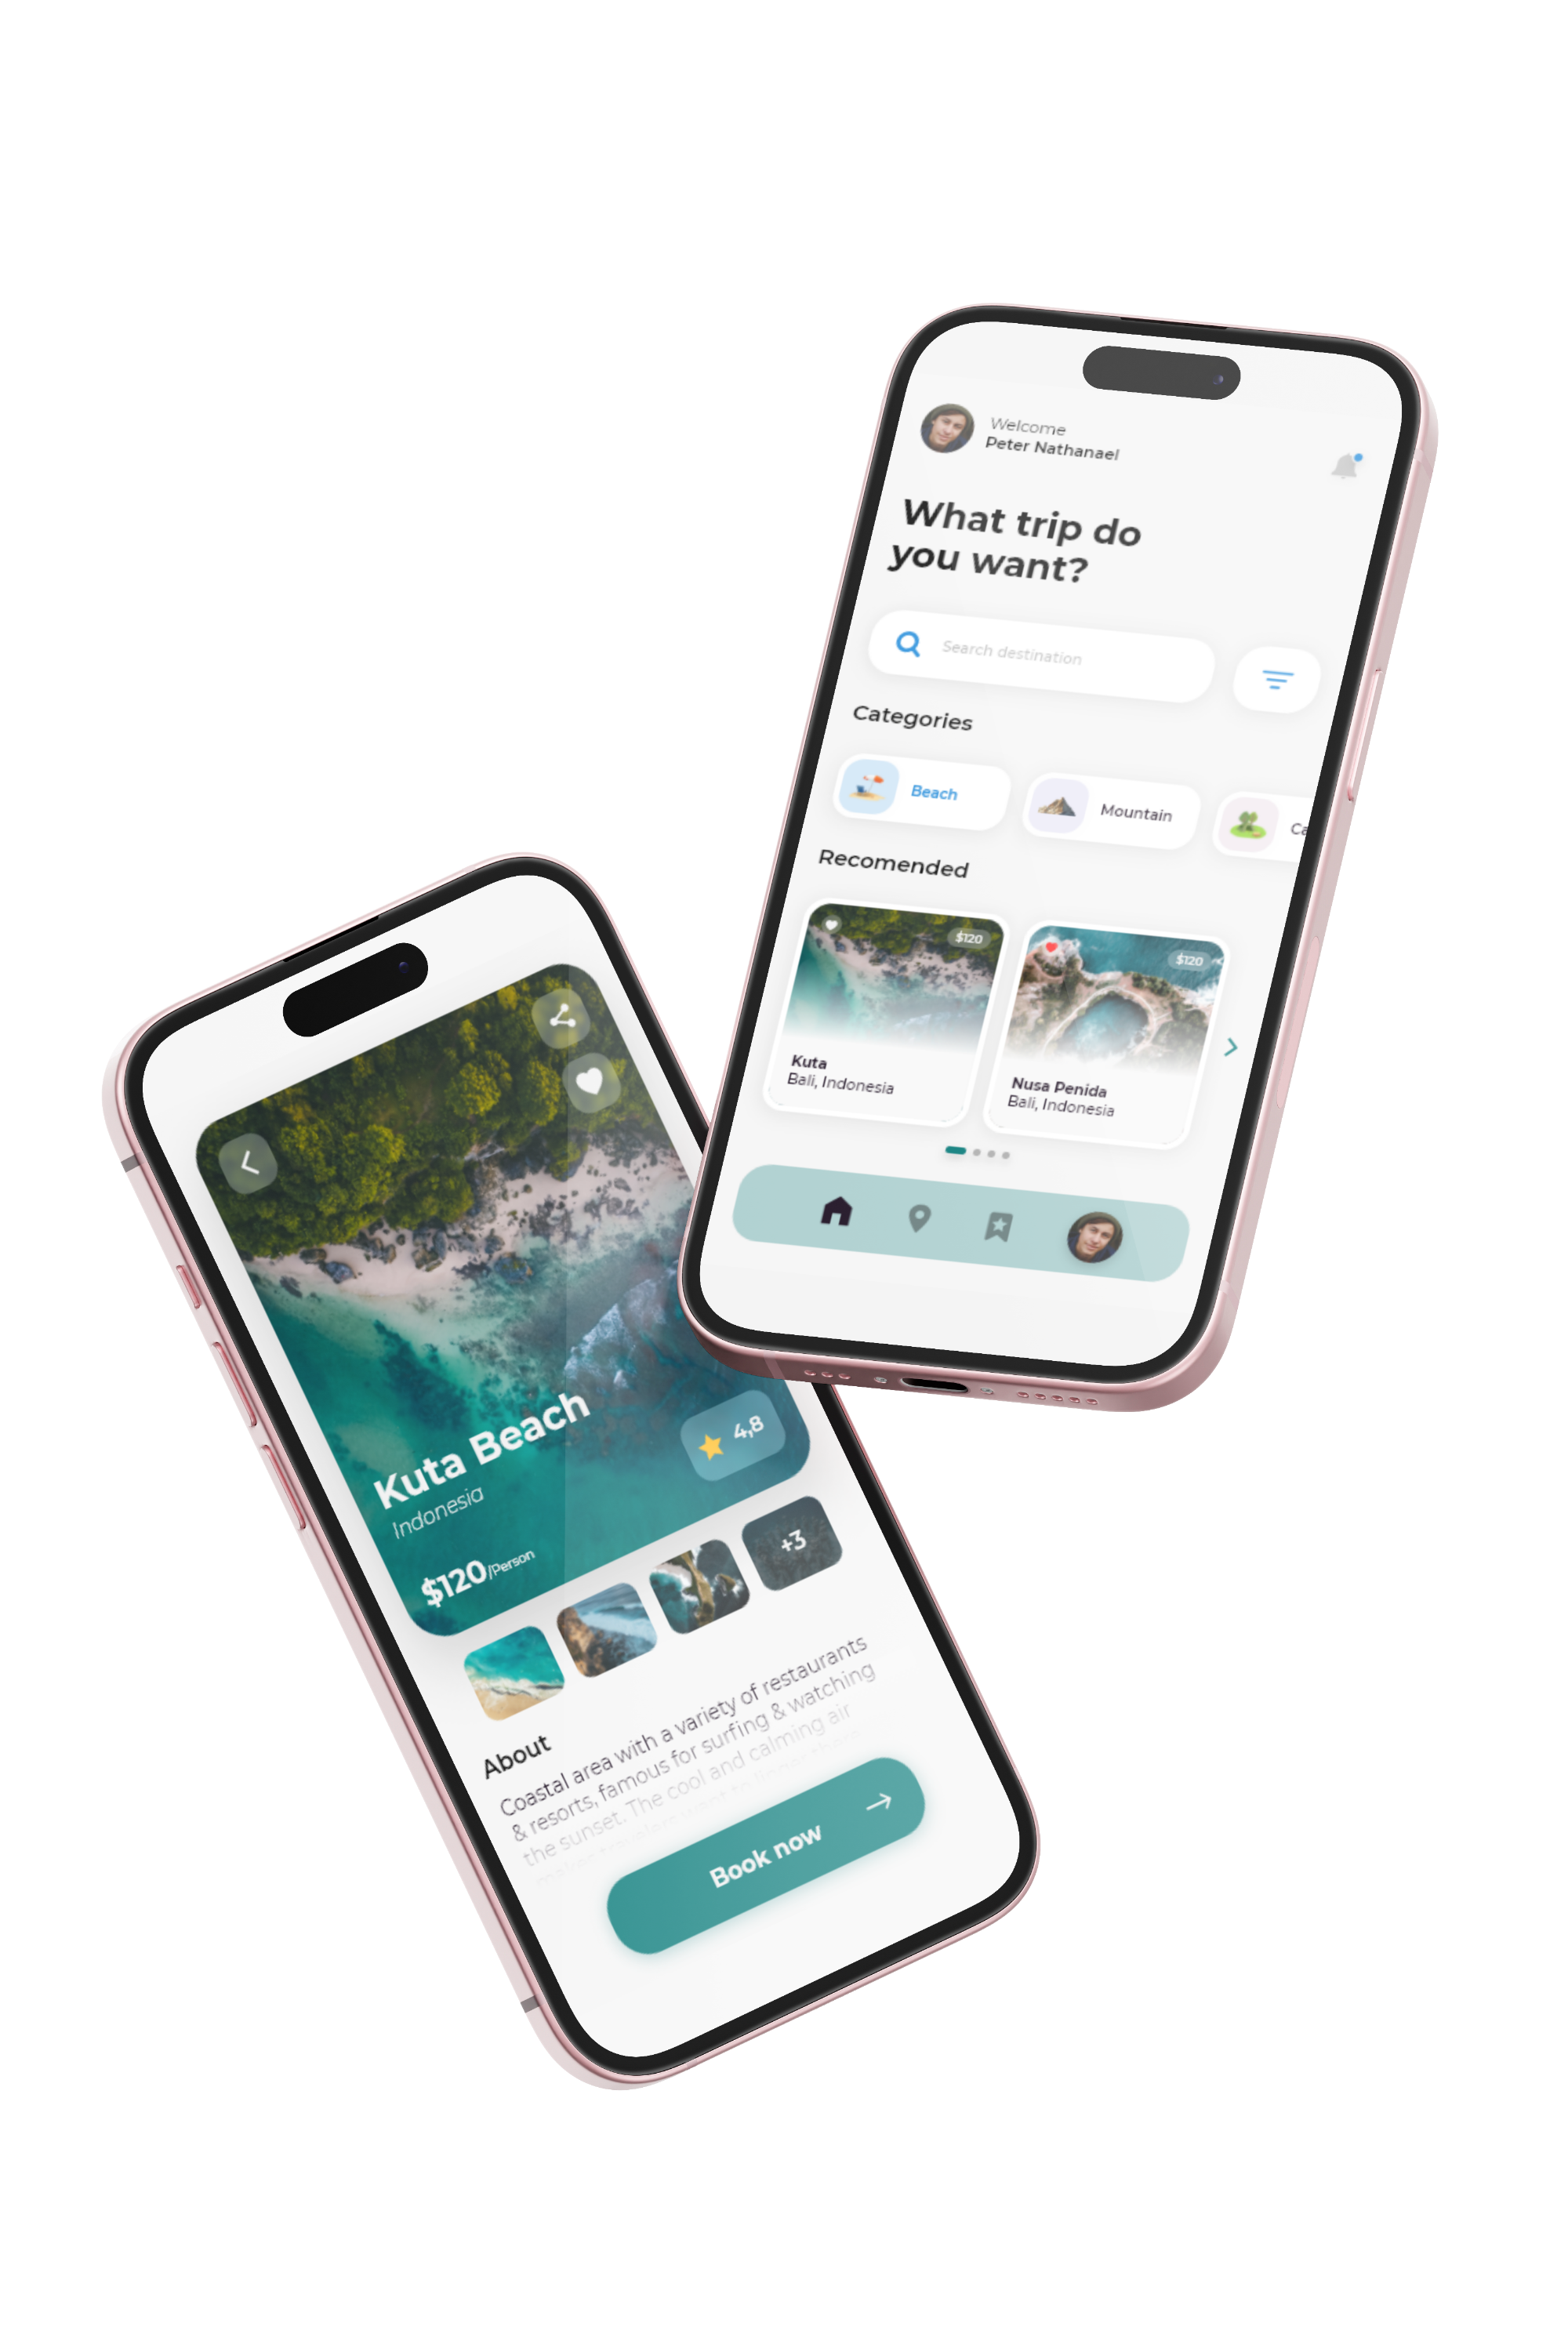 Welcome
Peter Nathanael
What trip do
you want?
Search destination
Categories
Beach
Mountain
Ca
Recomended
$120
$120
Kuta
Bali, Indonesia
Nusa Penida
Bali, Indonesia
Kuta Beach
Indonesia
4,8
$120/Person
+3
About
Coastal area with a variety of restaurants
& resorts, famous for surfing & watching
the sunset. The cool and calming air
Book now